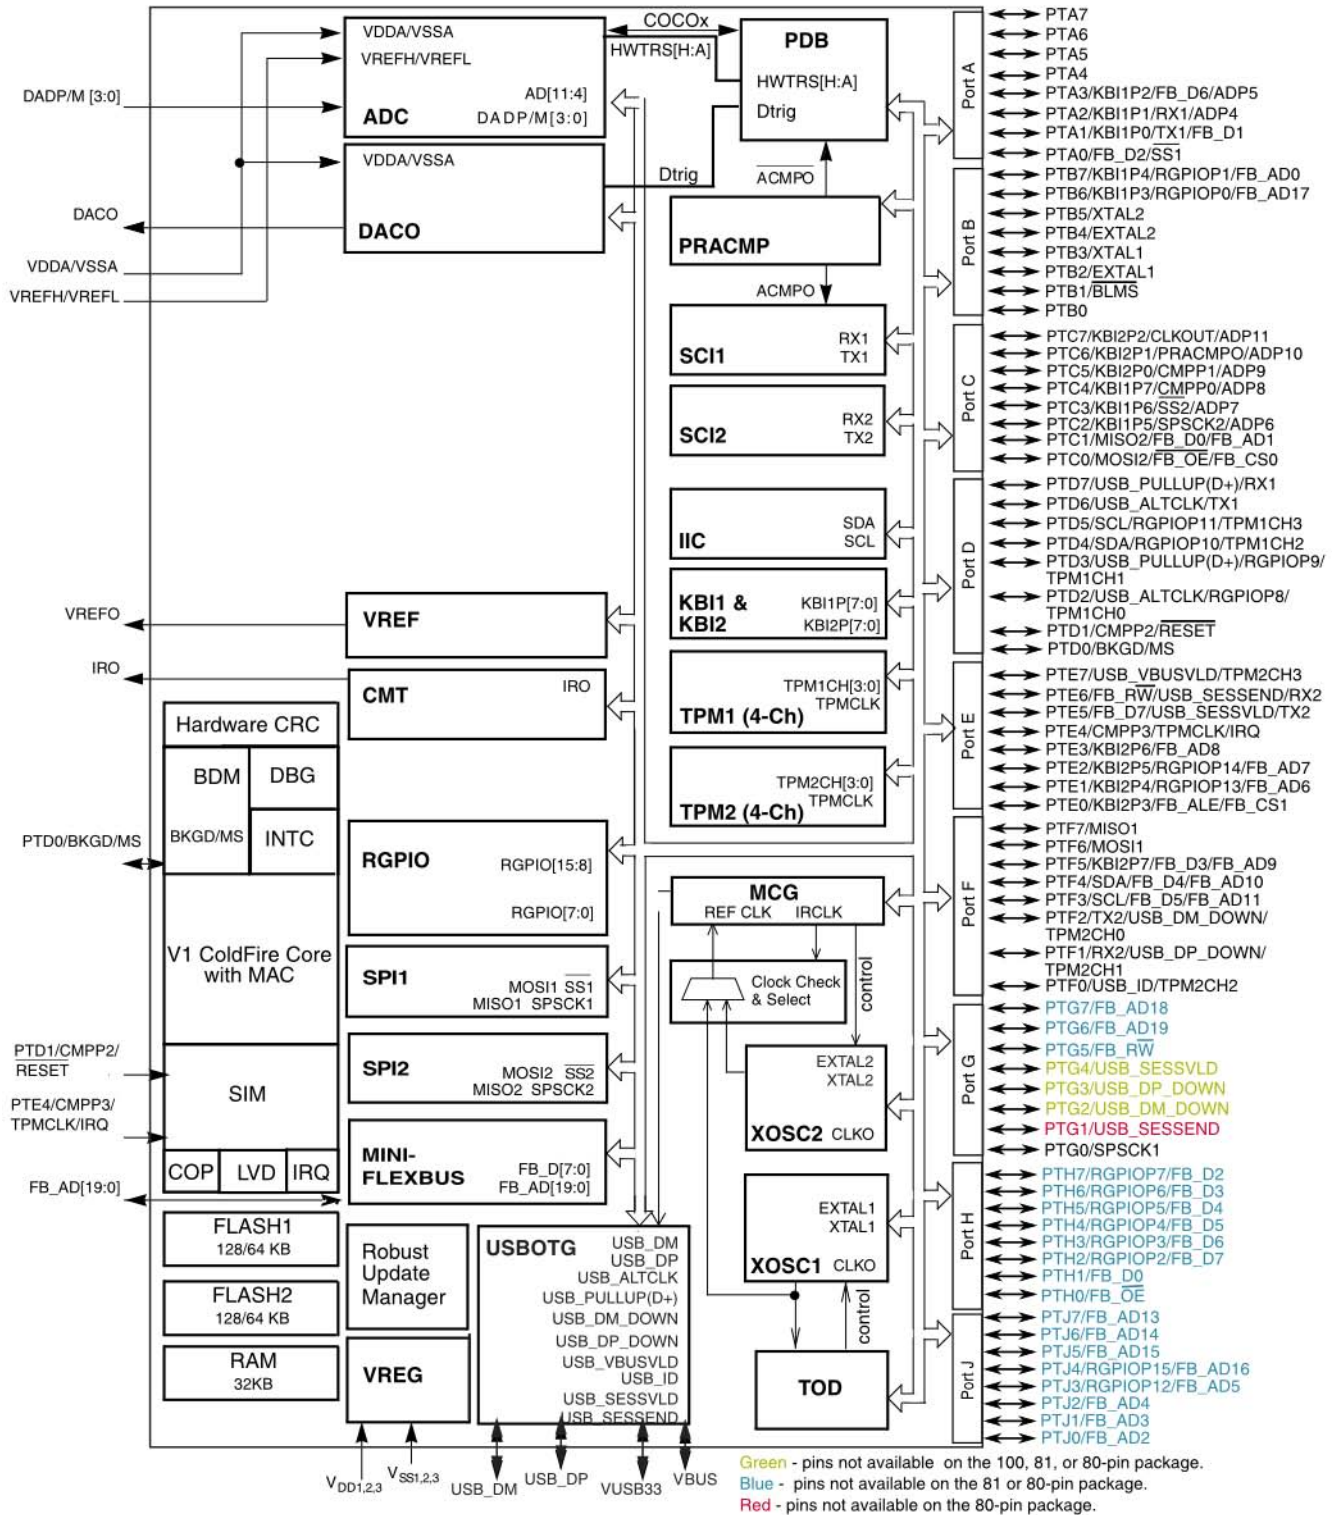 VDDA/VSSA
VREFH/VREFL
AD[11:4]
DADP/M[3:0]
ADC
COCOx
HWTRS[H:A]
PDB
HWTRS[H:A]
Dtrig
DADP/M [3:0]
VDDA/VSSA
DACO
Dtrig
DACO
VDDA/VSSA
VREFH/VREFL
ACMPO
PRACMP
ACMPO
RX1
TX1
SCI1
RX2
TX2
SCI2
SDA
SCL
IIC
KBI1 &
KBI2
KBI1P[7:0]
KBI2P[7:0]
TPM1CH[3:0]
TPMCLK
TPM1 (4-Ch)
TPM2CH[3:0]
TPMCLK
TPM2 (4-Ch)
VREFO
VREF
IRO
CMT
IRO
Hardware CRC
BDM
DBG
BKGD/MS
INTC
PTD0/BKGD/MS
V1 ColdFire Core
with MAC
PTD1/CMPP2/
RESET
PTE4/CMPP3/
TPMCLK/IRQ
SIM
COP
LVD
IRQ
FB_AD[19:0]
FLASH1
128/64 KB
FLASH2
128/64 KB
RAM
32KB
RGPIO
RGPIO[15:8]
RGPIO[7:0]
SPI1
MOSI1 SS1
MISO1 SPSCK1
SPI2
MOSI2 SS2
MISO2 SPSCK2
MINI-
FLEXBUS
FB_D[7:0]
FB_AD[19:0]
Robust
Update
Manager
VREG
VDD1,2,3
VSS1,2,3
USBOTG
USB_DM
USB_DP
USB_ALTCLK
USB_PULLUP(D+)
USB_DM_DOWN
USB_DP_DOWN
USB_VBUSVLD
USB_ID
USB_SESSVLD
USB_SESSEND
USB_DM
USB_DP
VUSB33
VBUS
MCG
REF CLK
IRCLK
Clock Check
& Select
control
EXTAL2
XTAL2
XOSC2
CLKO
EXTAL1
XTAL1
XOSC1
CLKO
control
TOD
Port A
PTA7
PTA6
PTA5
PTA4
PTA3/KBI1P2/FB_D6/ADP5
PTA2/KBI1P1/RX1/ADP4
PTA1/KBI1P0/TX1/FB_D1
PTA0/FB_D2/SS1
Port B
PTB7/KBI1P4/RGPIOP1/FB_AD0
PTB6/KBI1P3/RGPIOP0/FB_AD17
PTB5/XTAL2
PTB4/EXTAL2
PTB3/XTAL1
PTB2/EXTAL1
PTB1/BLMS
PTB0
Port C
PTC7/KBI2P2/CLKOUT/ADP11
PTC6/KBI2P1/PRACMPO/ADP10
PTC5/KBI2P0/CMPP1/ADP9
PTC4/KBI1P7/CMPP0/ADP8
PTC3/KBI1P6/SS2/ADP7
PTC2/KBI1P5/SPSCK2/ADP6
PTC1/MISO2/FB_D0/FB_AD1
PTC0/MOSI2/FB_OE/FB_CS0
Port D
PTD7/USB_PULLUP(D+)/RX1
PTD6/USB_ALTCLK/TX1
PTD5/SCL/RGPIOP11/TPM1CH3
PTD4/SDA/RGPIOP10/TPM1CH2
PTD3/USB_PULLUP(D+)/RGPIOP9/
TPM1CH1
PTD2/USB_ALTCLK/RGPIOP8/
TPM1CH0
PTD1/CMPP2/RESET
PTD0/BKGD/MS
Port E
PTE7/USB_VBUSVLD/TPM2CH3
PTE6/FB_RW/USB_SESSEND/RX2
PTE5/FB_D7/USB_SESSVLD/TX2
PTE4/CMPP3/TPMCLK/IRQ
PTE3/KBI2P6/FB_AD8
PTE2/KBI2P5/RGPIOP14/FB_AD7
PTE1/KBI2P4/RGPIOP13/FB_AD6
PTE0/KBI2P3/FB_ALE/FB_CS1
Port F
PTF7/MISO1
PTF6/MOSI1
PTF5/KBI2P7/FB_D3/FB_AD9
PTF4/SDA/FB_D4/FB_AD10
PTF3/SCL/FB_D5/FB_AD11
PTF2/TX2/USB_DM_DOWN/
TPM2CH0
PTF1/RX2/USB_DP_DOWN/
TPM2CH1
PTF0/USB_ID/TPM2CH2
Port G
PTG7/FB_AD18
PTG6/FB_AD19
PTG5/FB_RW
PTG4/USB_SESSVLD
PTG3/USB_DP_DOWN
PTG2/USB_DM_DOWN
PTG1/USB_SESSEND
PTG0/SPSCK1
Port H
PTH7/RGPIOP7/FB_D2
PTH6/RGPIOP6/FB_D3
PTH5/RGPIOP5/FB_D4
PTH4/RGPIOP4/FB_D5
PTH3/RGPIOP3/FB_D6
PTH2/RGPIOP2/FB_D7
PTH1/FB_D0
PTH0/FB_OE
Port J
PTJ7/FB_AD13
PTJ6/FB_AD14
PTJ5/FB_AD15
PTJ4/RGPIOP15/FB_AD16
PTJ3/RGPIOP12/FB_AD5
PTJ2/FB_AD4
PTJ1/FB_AD3
PTJ0/FB_AD2
Green - pins not available on the 100, 81, or 80-pin package.
Blue - pins not available on the 81 or 80-pin package.
Red - pins not available on the 80-pin package.